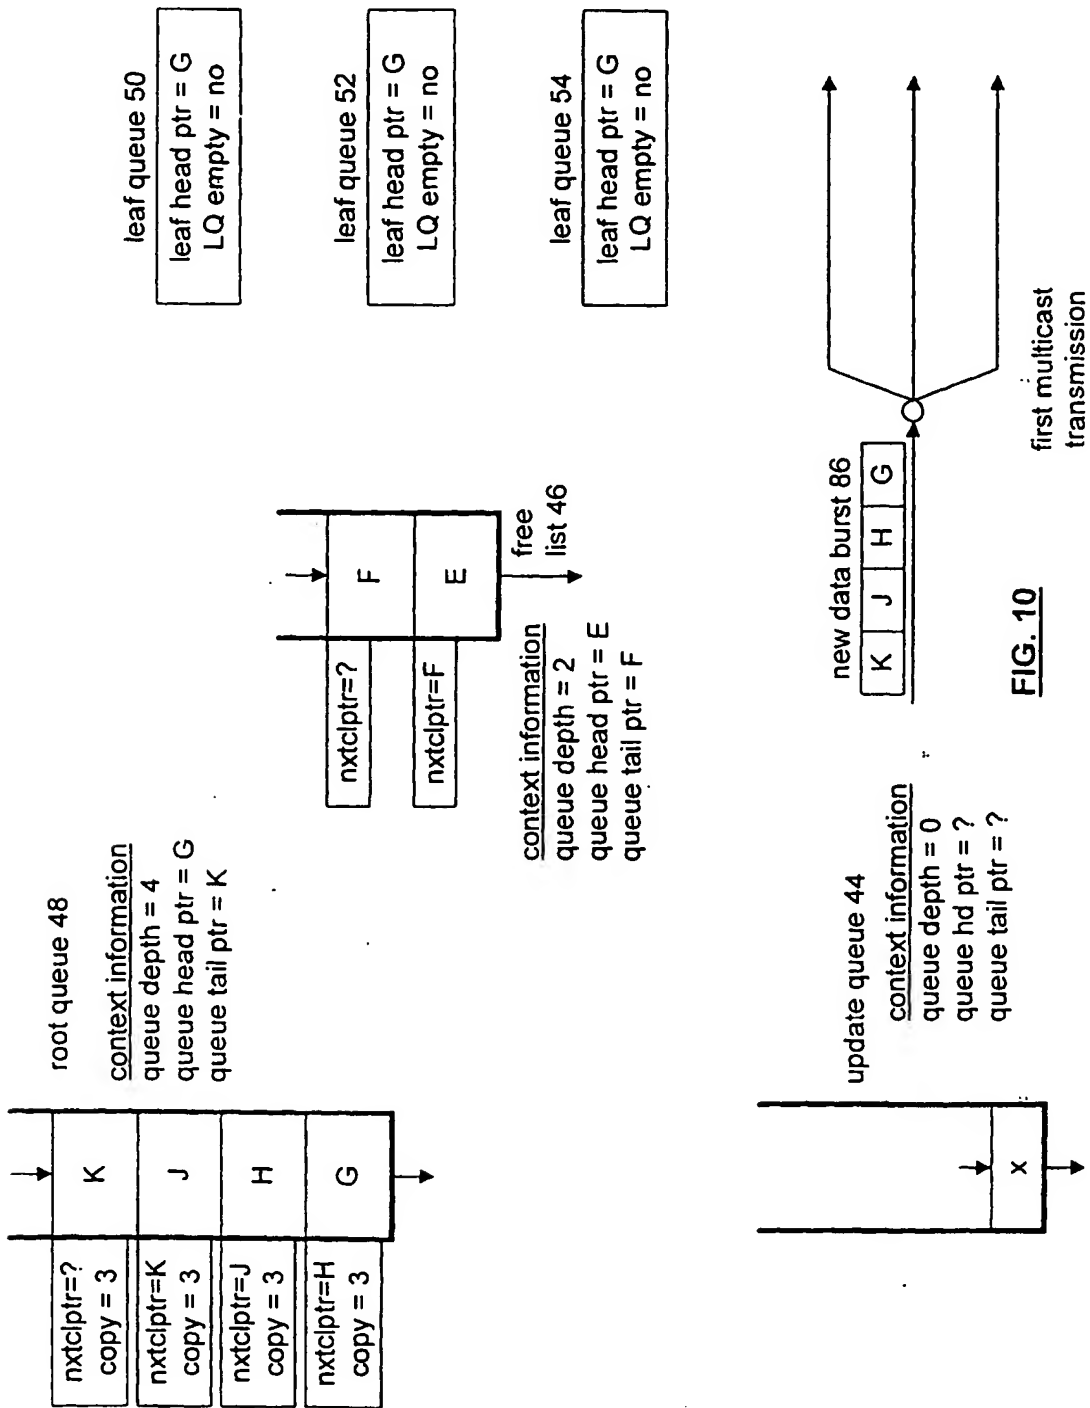 root queue 48
context information
queue depth = 4
queue head ptr = G
queue tail ptr = K
nxtclptr=?
copy = 3
K
nxtclptr=K
copy = 3
J
nxtclptr=J
copy = 3
H
nxtclptr=H
copy = 3
G
nxtclptr=?
F
nxtclptr=F
E
free
list 46
context information
queue depth = 2
queue head ptr = E
queue tail ptr = F
leaf queue 50
leaf head ptr = G
LQ empty = no
leaf queue 52
leaf head ptr = G
LQ empty = no
leaf queue 54
leaf head ptr = G
LQ empty = no
update queue 44
context information
queue depth = 0
queue hd ptr = ?
queue tail ptr = ?
X
new data burst 86
K J H G
first multicast
transmission
FIG. 10